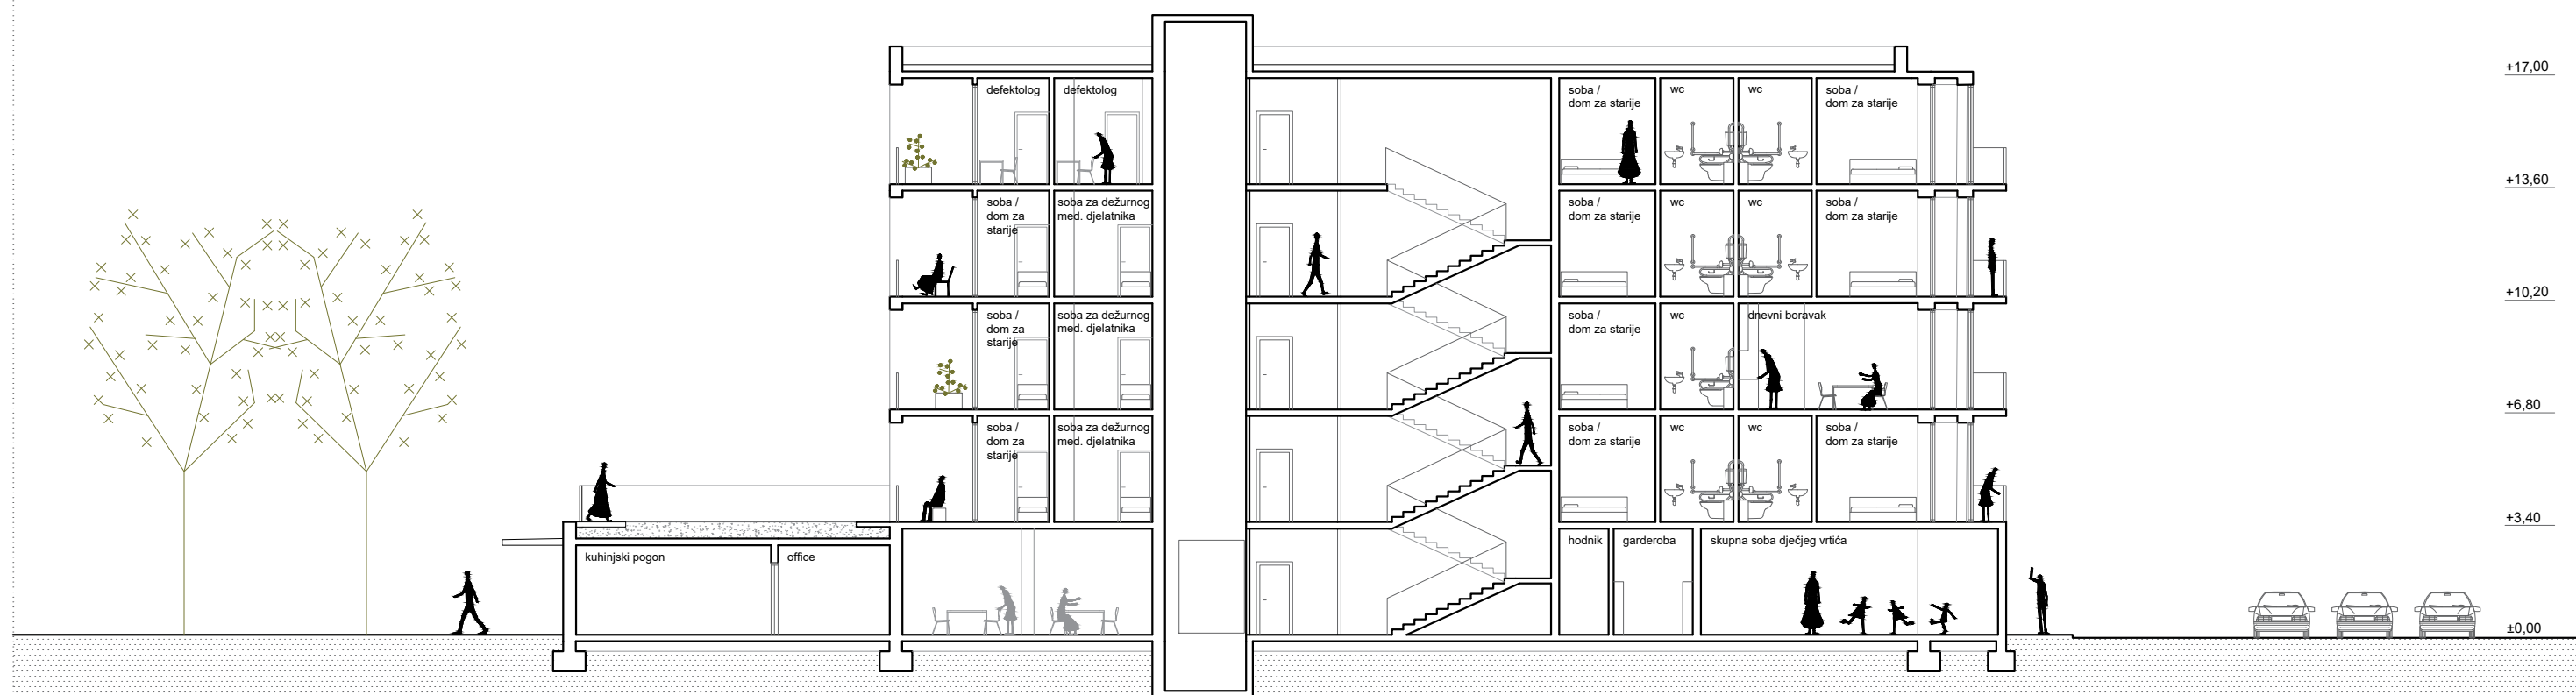 +17,00
defektolog
defektolog
soba /
dom za starije
wc
wc
soba /
dom za starije
+13,60
soba /
dom za
starije
soba za dežurnog
med. djelatnika
soba /
dom za starije
wc
wc
soba /
dom za starije
+10,20
soba /
dom za
starije
soba za dežurnog
med. djelatnika
soba /
dom za starije
wc
dnevni boravak
+6,80
soba /
dom za
starije
soba za dežurnog
med. djelatnika
soba /
dom za starije
wc
wc
soba /
dom za starije
+3,40
kuhinjski pogon
office
hodnik
garderoba
skupna soba dječjeg vrtića
±0,00